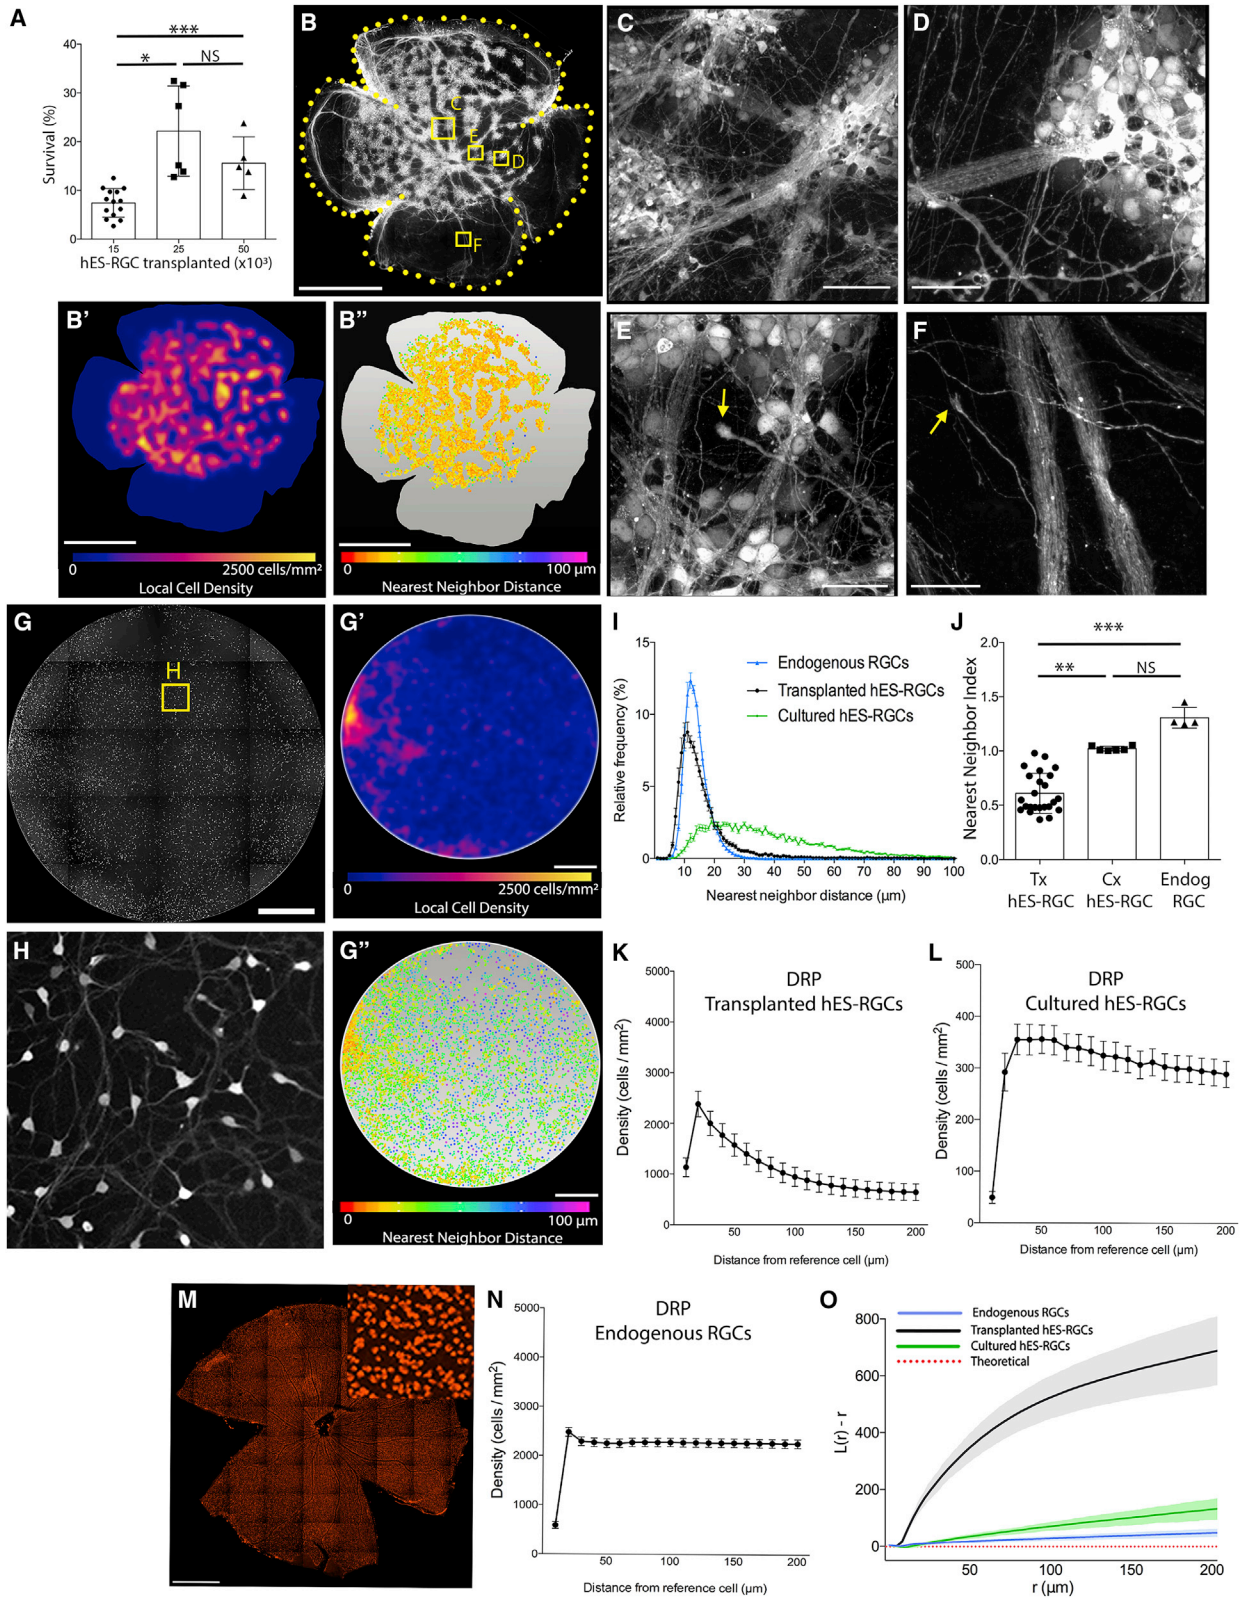 A
***
*
NS
40
30
20
10
0
Survival (%)
15
25
50
hES-RGC transplanted (x10³)
B
C
E
D
F
C
D
B'
0
2500 cells/mm²
Local Cell Density
B"
0
100 µm
Nearest Neighbor Distance
E
F
G
H
G'
0
2500 cells/mm²
Local Cell Density
I
15
10
5
0
Relative frequency (%)
Endogenous RGCs
Transplanted hES-RGCs
Cultured hES-RGCs
10
20
30
40
50
60
70
80
90
100
Nearest neighbor distance (µm)
J
***
**
NS
2.0
1.5
1.0
0.5
0.0
Nearest Neighbor Index
Tx
hES-RGC
Cx
hES-RGC
Endog
RGC
H
G"
0
100 µm
Nearest Neighbor Distance
K
DRP
Transplanted hES-RGCs
5000
4000
3000
2000
1000
0
Density (cells / mm²)
50
100
150
200
Distance from reference cell (µm)
L
DRP
Cultured hES-RGCs
500
400
300
200
100
0
Density (cells / mm²)
50
100
150
200
Distance from reference cell (µm)
M
N
DRP
Endogenous RGCs
5000
4000
3000
2000
1000
0
Density (cells / mm²)
50
100
150
200
Distance from reference cell (µm)
O
Endogenous RGCs
Transplanted hES-RGCs
Cultured hES-RGCs
Theoretical
800
600
400
200
0
L(r) - r
50
100
150
200
r (µm)